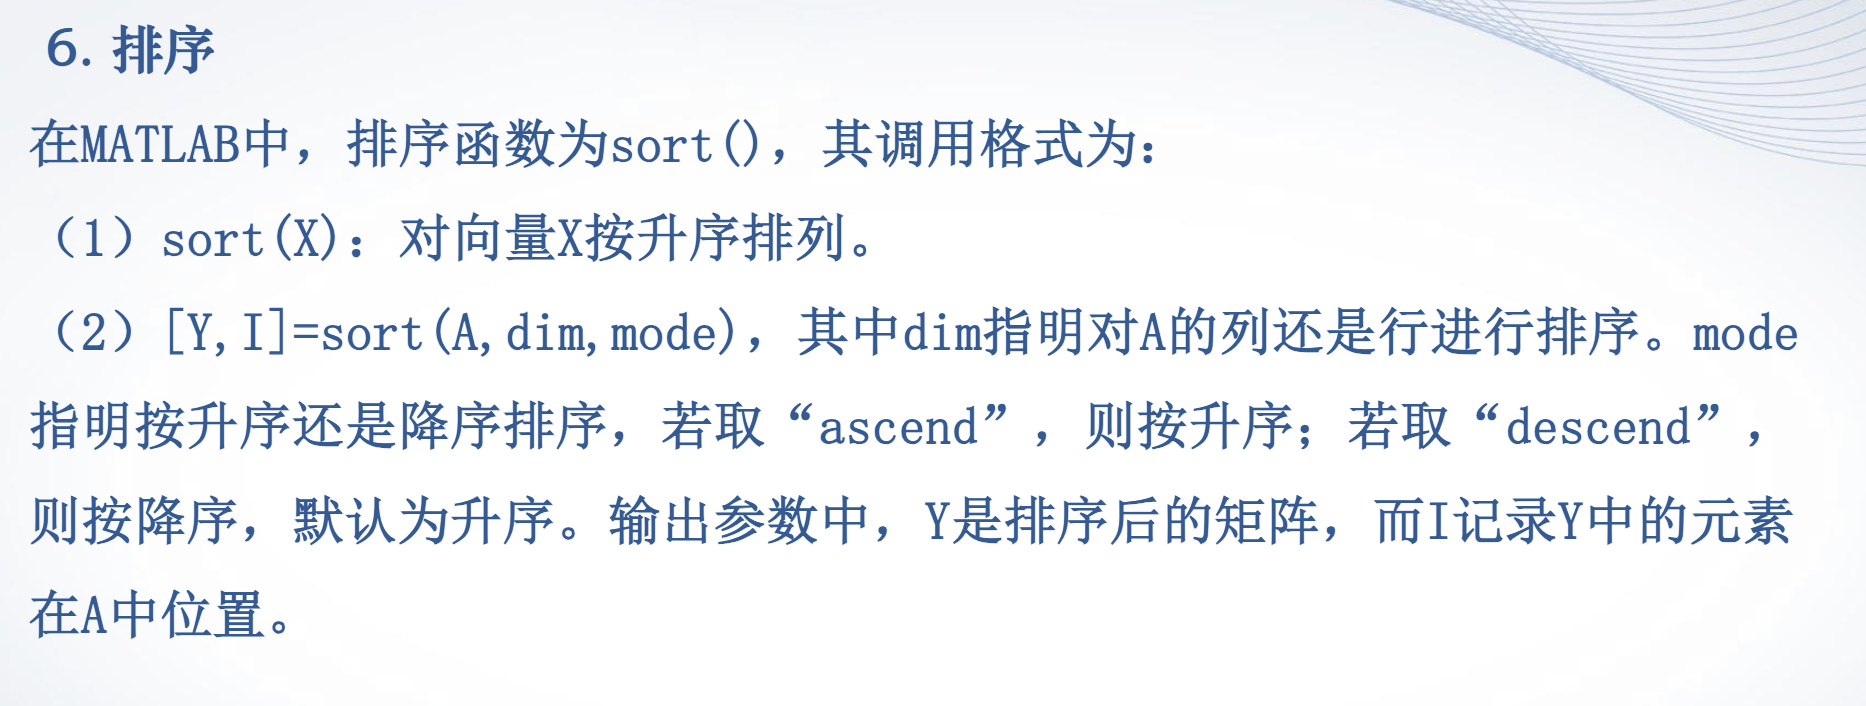 6. 排序
在MATLAB中，排序函数为sort()，其调用格式为：
（1）sort(X)：对向量X按升序排列。
（2）[Y,I]=sort(A,dim,mode)，其中dim指明对A的列还是行进行排序。mode
指明按升序还是降序排序，若取“ascend”，则按升序；若取“descend”，
则按降序，默认为升序。输出参数中，Y是排序后的矩阵，而I记录Y中的元素
在A中位置。